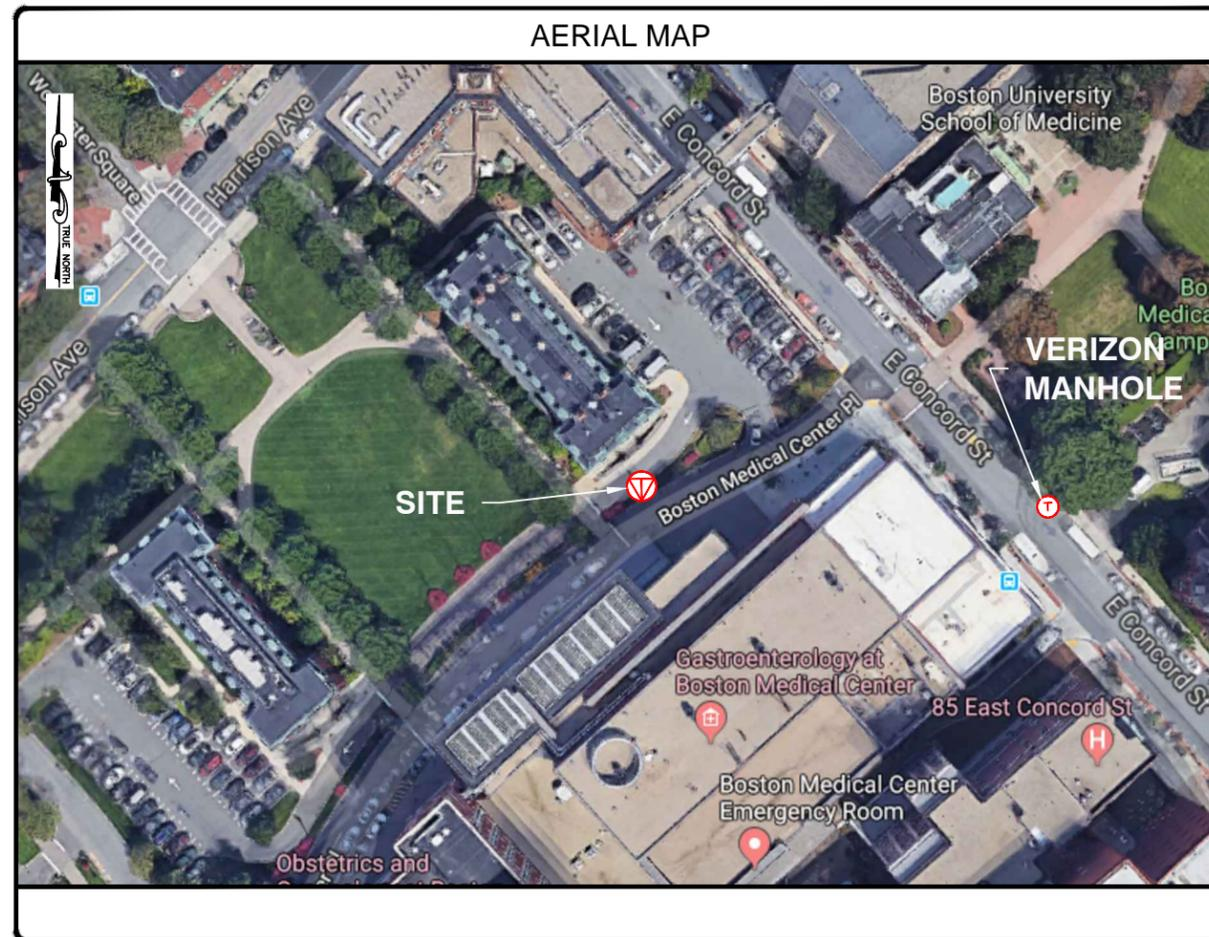 AERIAL MAP
Harrison Ave
TRUE NORTH
E Concord St
Boston University
School of Medicine
VERIZON
MANHOLE
E Concord St
SITE
Boston Medical Center Pl
T
Gastroenterology at
Boston Medical Center
85 East Concord St
H
E Concord St
Boston Medical Center
Emergency Room
Obstetrics and